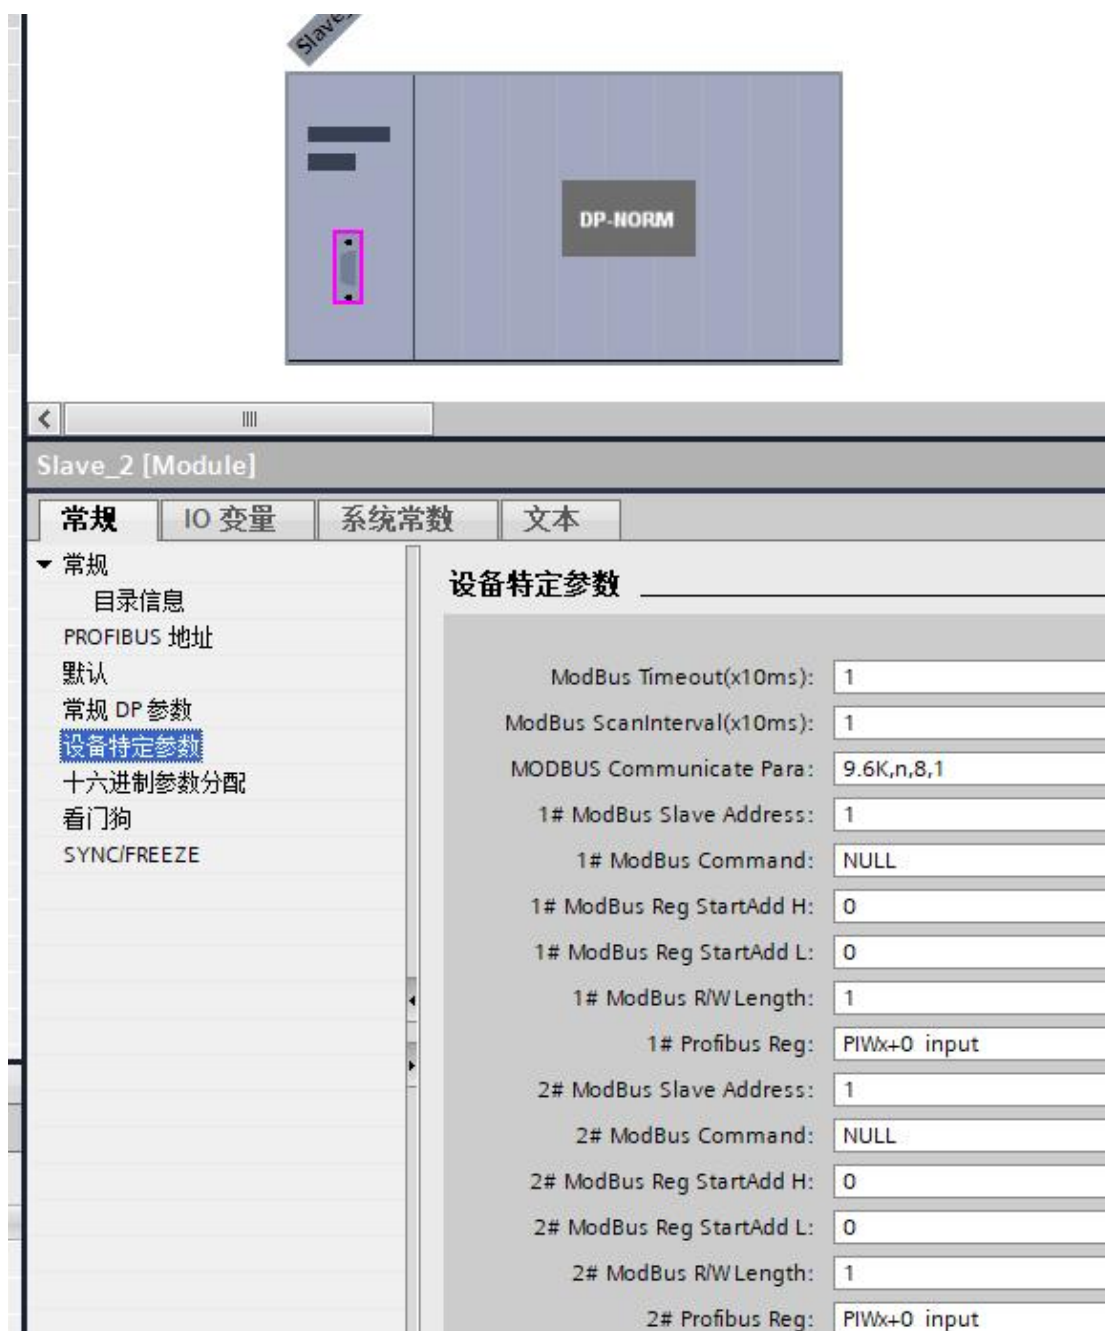 Slave_
DP-NORM
Slave_2 [Module]
常规 IO 变量 系统常数 文本
常规
目录信息
PROFIBUS 地址
默认
常规 DP 参数
设备特定参数
十六进制参数分配
看门狗
SYNC/FREEZE
设备特定参数
ModBus Timeout(x10ms): 1
ModBus ScanInterval(x10ms): 1
MODBUS Communicate Para: 9.6K,n,8,1
1# ModBus Slave Address: 1
1# ModBus Command: NULL
1# ModBus Reg StartAdd H: 0
1# ModBus Reg StartAdd L: 0
1# ModBus R/W Length: 1
1# Profibus Reg: PIWx+0 input
2# ModBus Slave Address: 1
2# ModBus Command: NULL
2# ModBus Reg StartAdd H: 0
2# ModBus Reg StartAdd L: 0
2# ModBus R/W Length: 1
2# Profibus Reg: PIWx+0 input